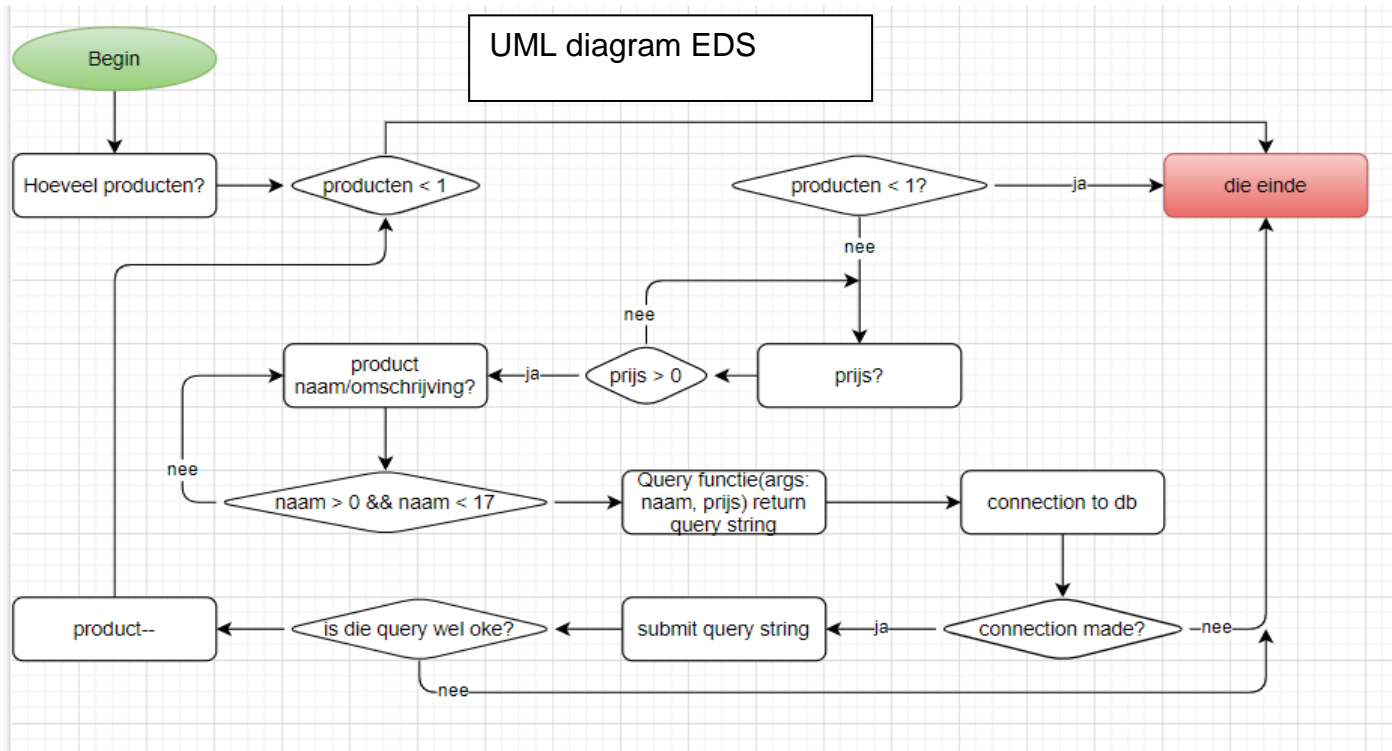 UML diagram EDS
Begin
Hoeveel producten?
producten < 1
producten < 1?
ja
die einde
nee
nee
product
naam/omschrijving?
ja
prijs > 0
prijs?
nee
naam > 0 && naam < 17
Query functie(args:
naam, prijs) return
query string
connection to db
product--
is die query wel oke?
submit query string
ja
connection made?
nee
nee